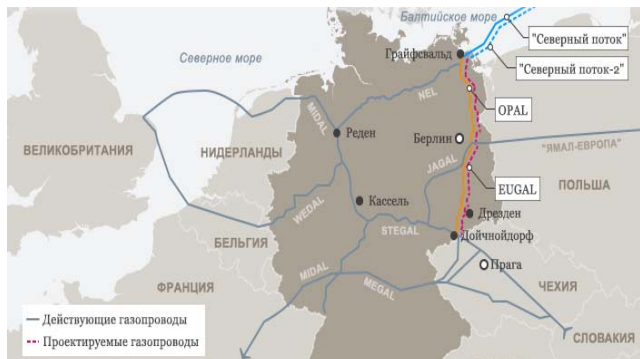 Балтийское море
"Северный поток"
Северное море
Грайфсвальд
"Северный поток-2"
NEL
OPAL
MIDAL
Реден
Берлин
ВЕЛИКОБРИТАНИЯ
НИДЕРЛАНДЫ
"ЯМАЛ-ЕВРОПА"
JAGAL
ПОЛЬША
EUGAL
WEDAL
Кассель
Дрезден
STEGAL
Дойчнойдорф
БЕЛЬГИЯ
Прага
MIDAL
ЧЕХИЯ
ФРАНЦИЯ
MEGAL
Действующие газопроводы
СЛОВАКИЯ
Проектируемые газопроводы